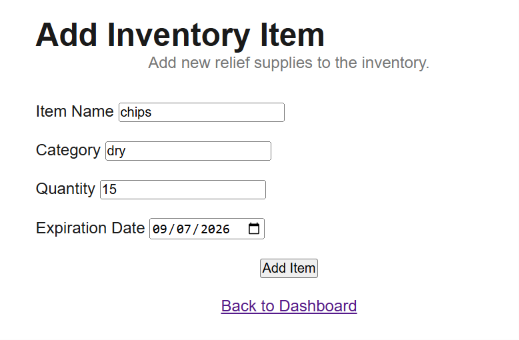 Add Inventory Item
Add new relief supplies to the inventory.
Item Name chips
Category dry
Quantity 15
Expiration Date 09/07/2026
Add Item
Back to Dashboard